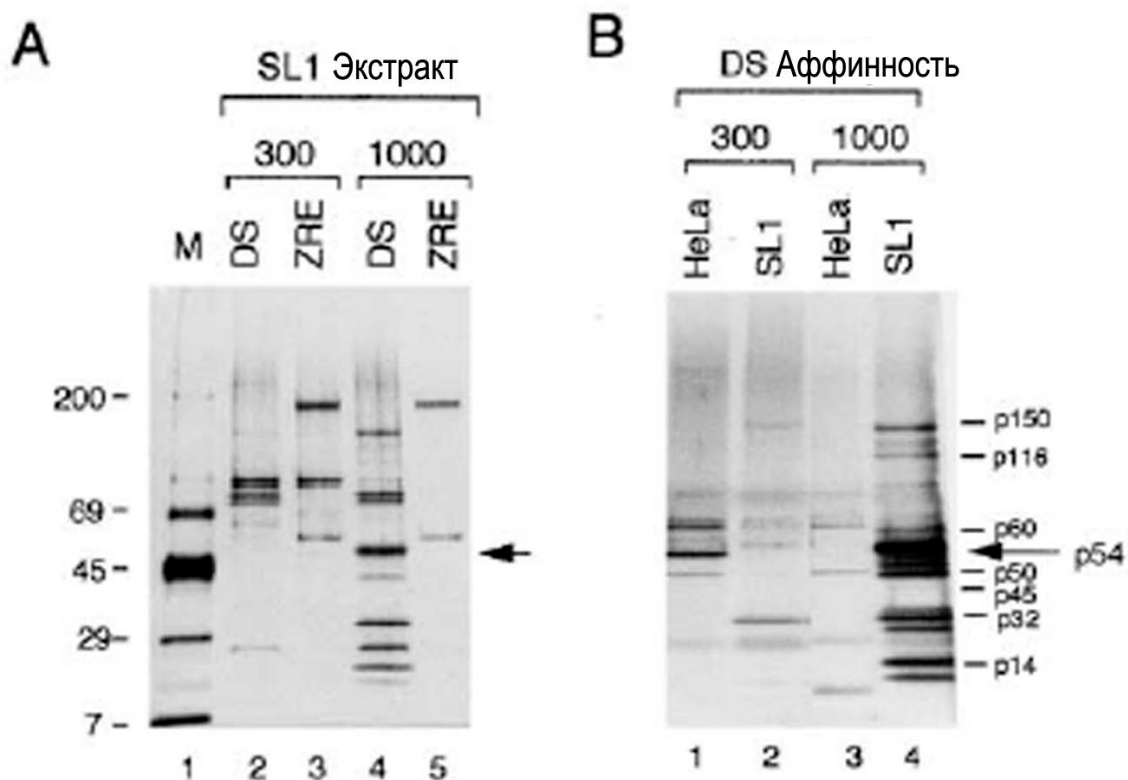 A
SL1 Экстракт
300 1000
M DS ZRE DS ZRE
200
69
45
29
7
1 2 3 4 5
B
DS Аффинность
300 1000
HeLa SL1 HeLa SL1
p150
p116
p60
p54
p50
p45
p32
p14
1 2 3 4